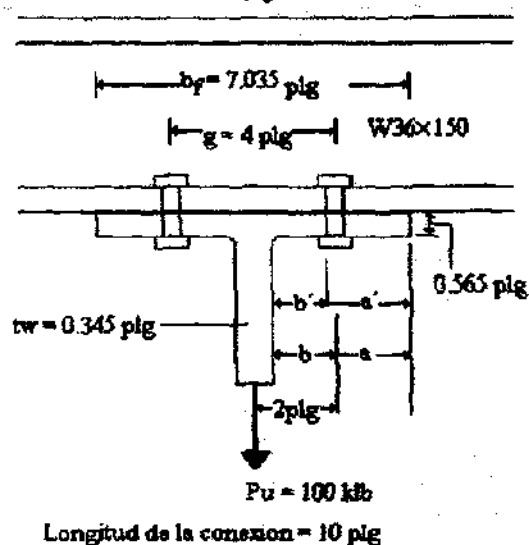 bf = 7.035 plg
g = 4 plg
W36×150
0.565 plg
b´
a´
tw = 0.345 plg
b
a
2plg
Pu = 100 klb
Longitud de la conexion = 10 plg